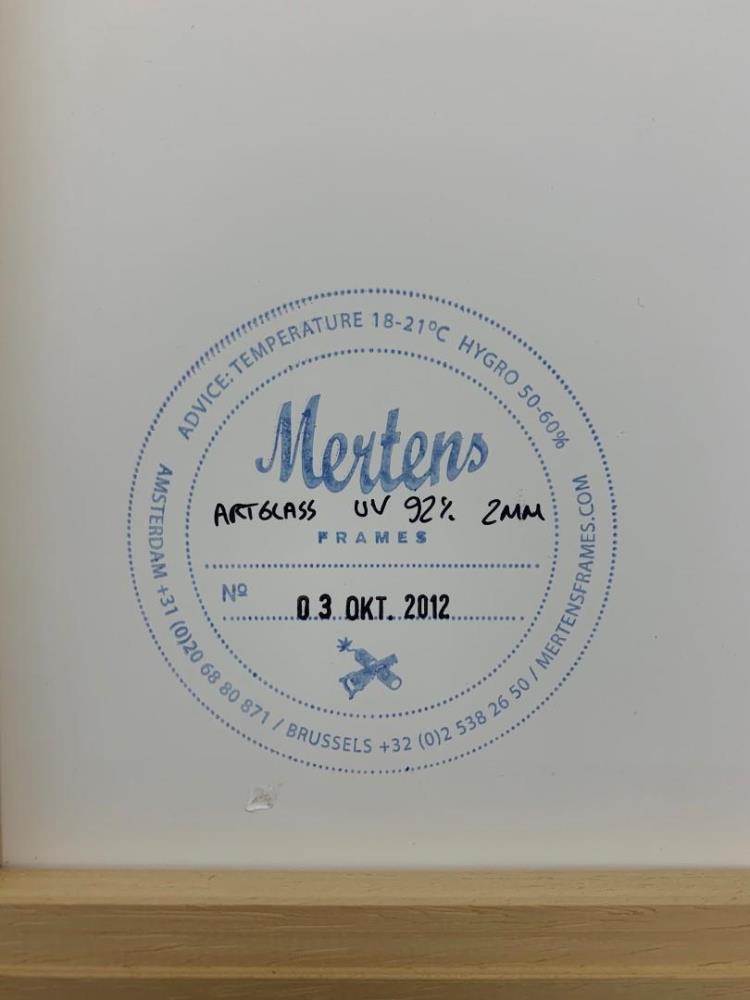 ADVICE: TEMPERATURE 18-21ºC HYGRO 50-60%
Mertens
ARTGLASS UV 92% 2MM
FRAMES
Nº
03 OKT. 2012
AMSTERDAM +31 (0)20 68 80 871 / BRUSSELS +32 (0)2 538 26 50 / MERTENSFRAMES.COM